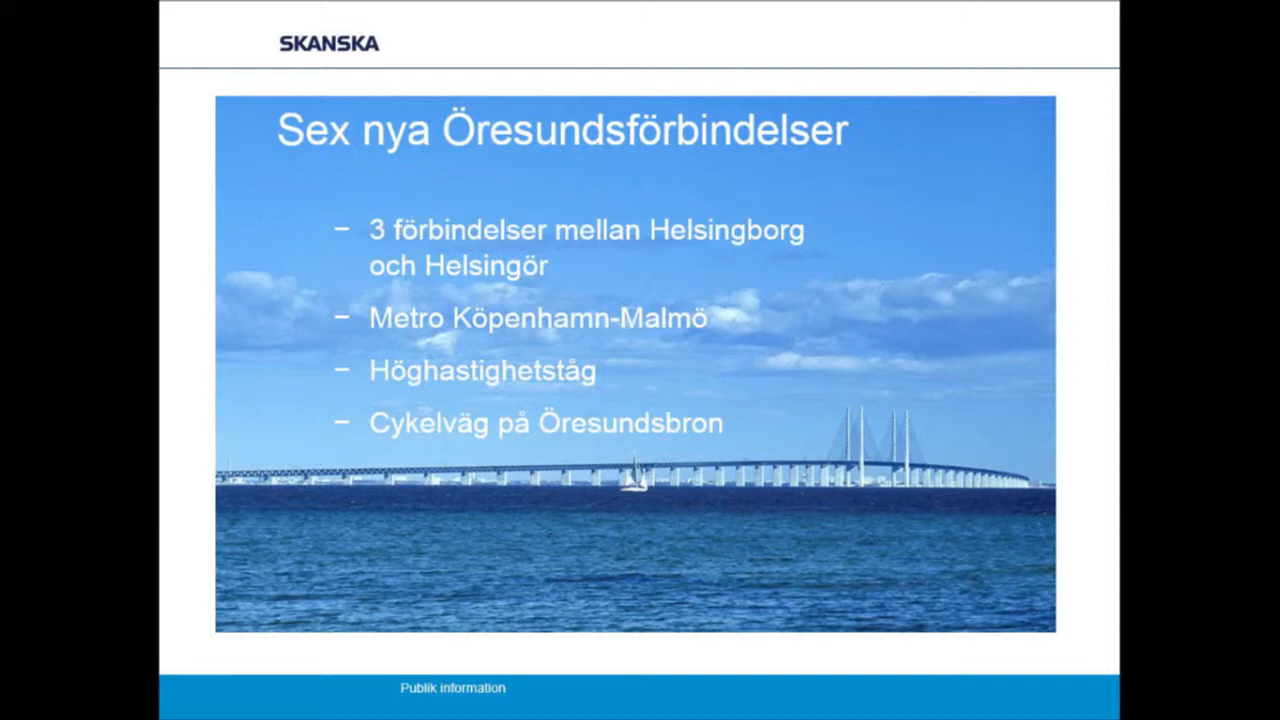 SKANSKA
Sex nya Öresundsförbindelser
− 3 förbindelser mellan Helsingborg
och Helsingör
− Metro Köpenhamn-Malmö
− Höghastighetståg
− Cykelväg på Öresundsbron
Publik information